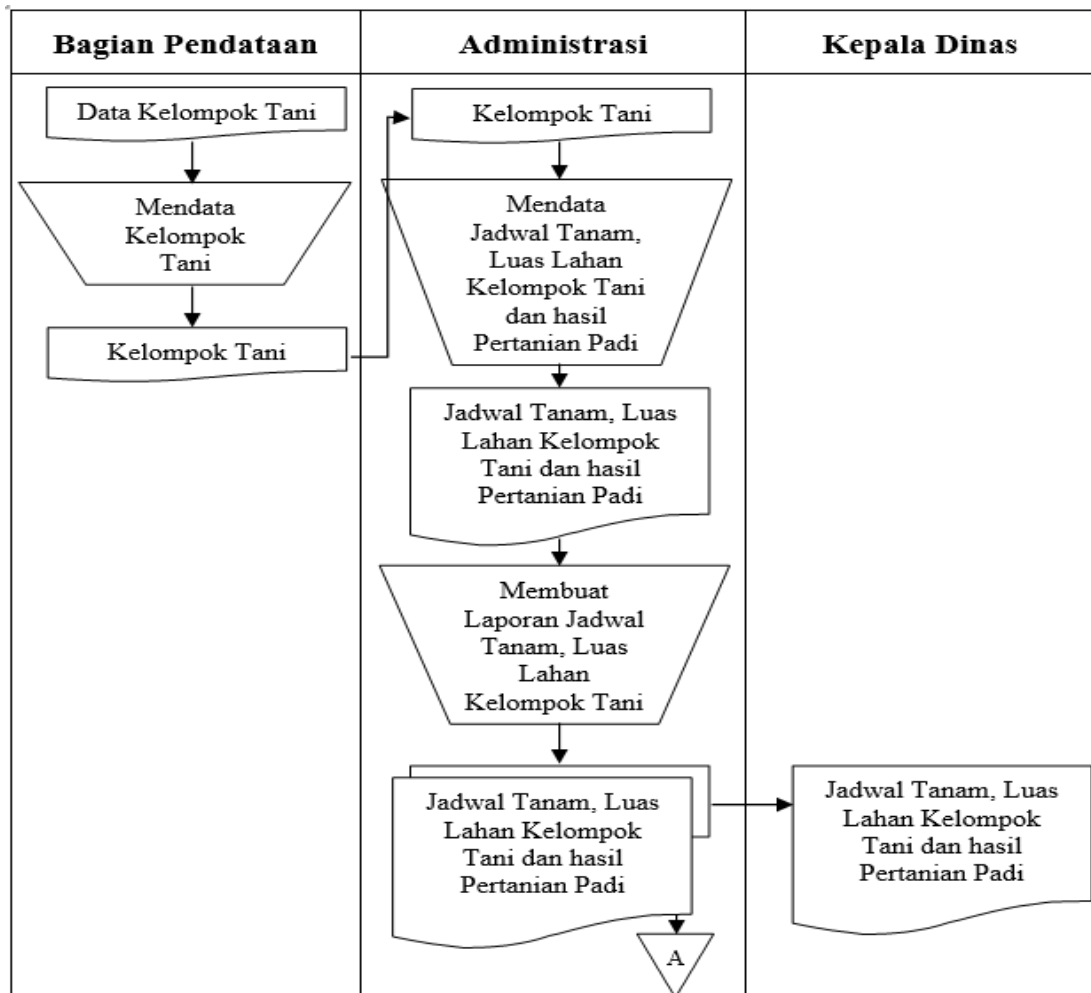 Bagian Pendataan
Administrasi
Kepala Dinas
Data Kelompok Tani
Mendata
Kelompok
Tani
Kelompok Tani
Kelompok Tani
Mendata
Jadwal Tanam,
Luas Lahan
Kelompok Tani
dan hasil
Pertanian Padi
Jadwal Tanam, Luas
Lahan Kelompok
Tani dan hasil
Pertanian Padi
Membuat
Laporan Jadwal
Tanam, Luas
Lahan
Kelompok Tani
Jadwal Tanam, Luas
Lahan Kelompok
Tani dan hasil
Pertanian Padi
A
Jadwal Tanam, Luas
Lahan Kelompok
Tani dan hasil
Pertanian Padi